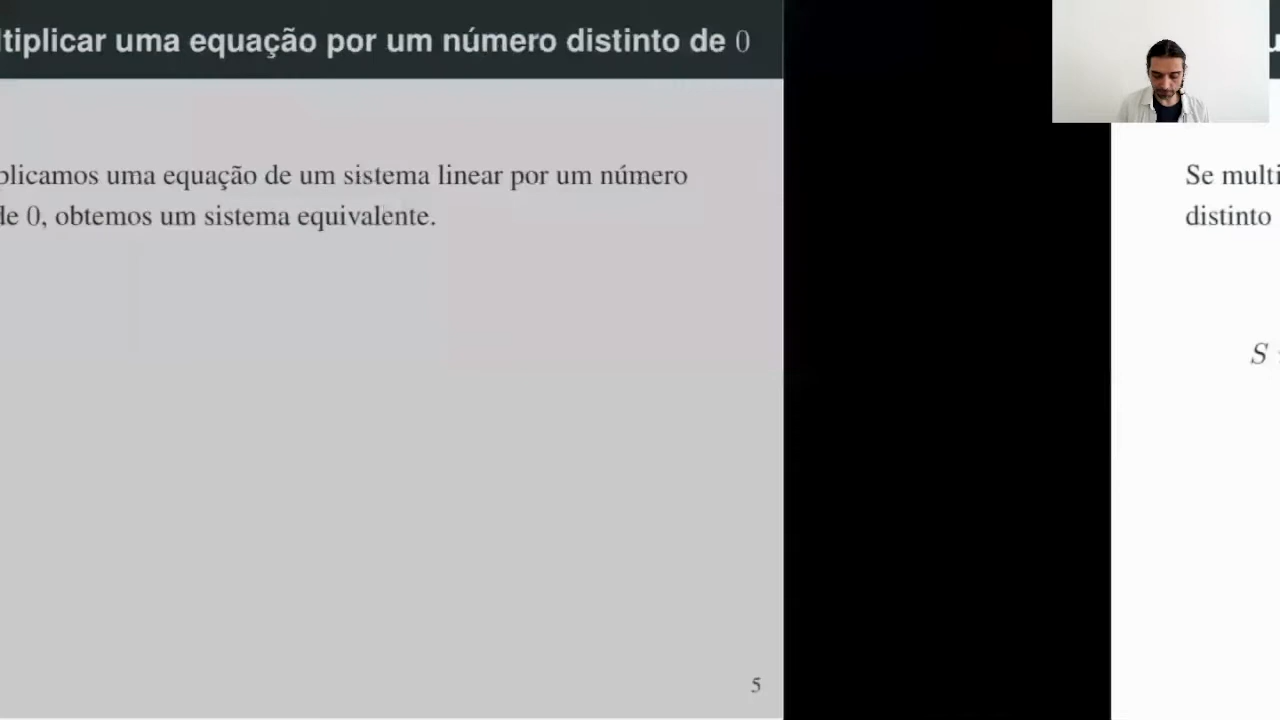 ltiplicar uma equação por um número distinto de 0
plicamos uma equação de um sistema linear por um número
de 0, obtemos um sistema equivalente.
5
Se multi
distinto
S